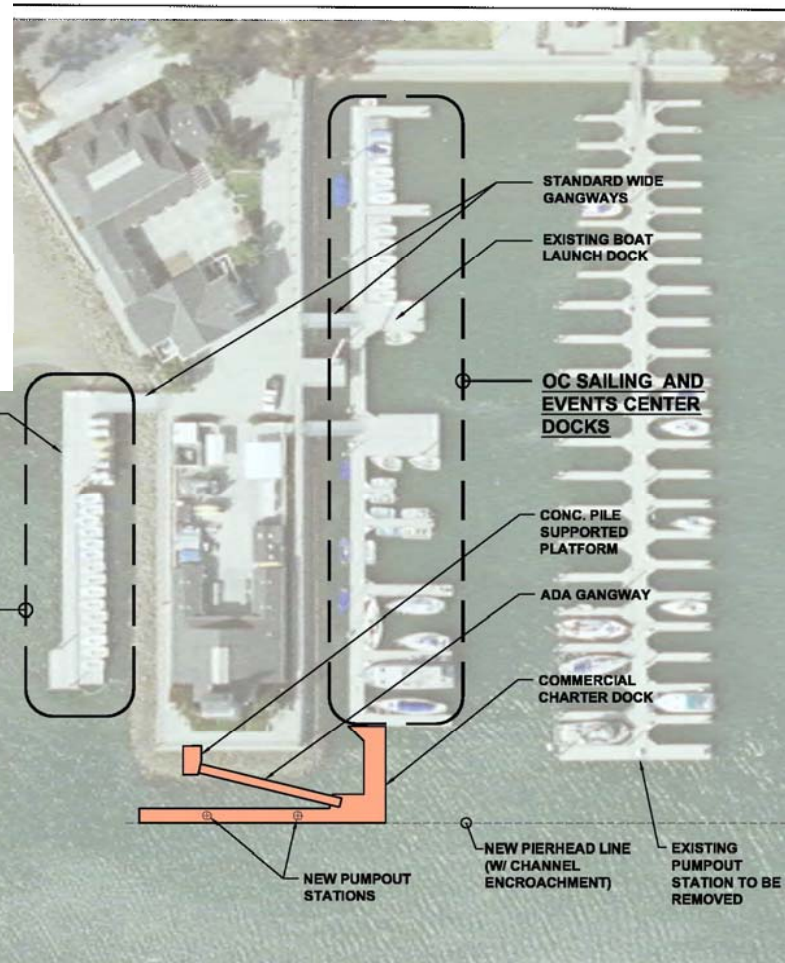 STANDARD WIDE
GANGWAYS
EXISTING BOAT
LAUNCH DOCK
OC SAILING AND
EVENTS CENTER
DOCKS
CONC. PILE
SUPPORTED
PLATFORM
ADA GANGWAY
COMMERCIAL
CHARTER DOCK
NEW PIERHEAD LINE
(W/ CHANNEL
ENCROACHMENT)
EXISTING
PUMPOUT
STATION TO BE
REMOVED
NEW PUMPOUT
STATIONS